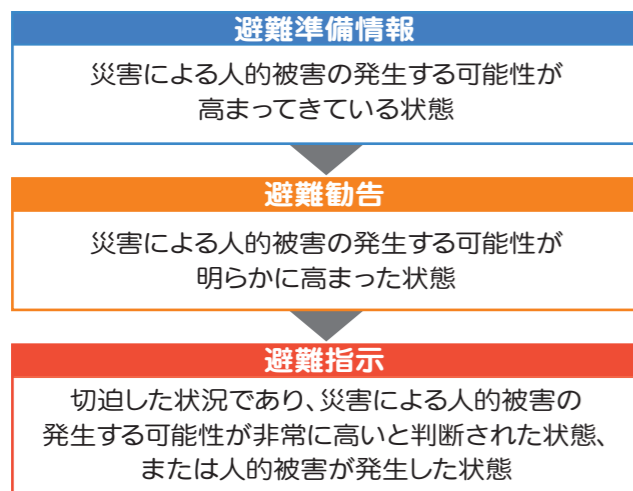 避難準備情報
災害による人的被害の発生する可能性が
高まってきている状態
避難勧告
災害による人的被害の発生する可能性が
明らかに高まった状態
避難指示
切迫した状況であり、災害による人的被害の
発生する可能性が非常に高いと判断された状態、
または人的被害が発生した状態